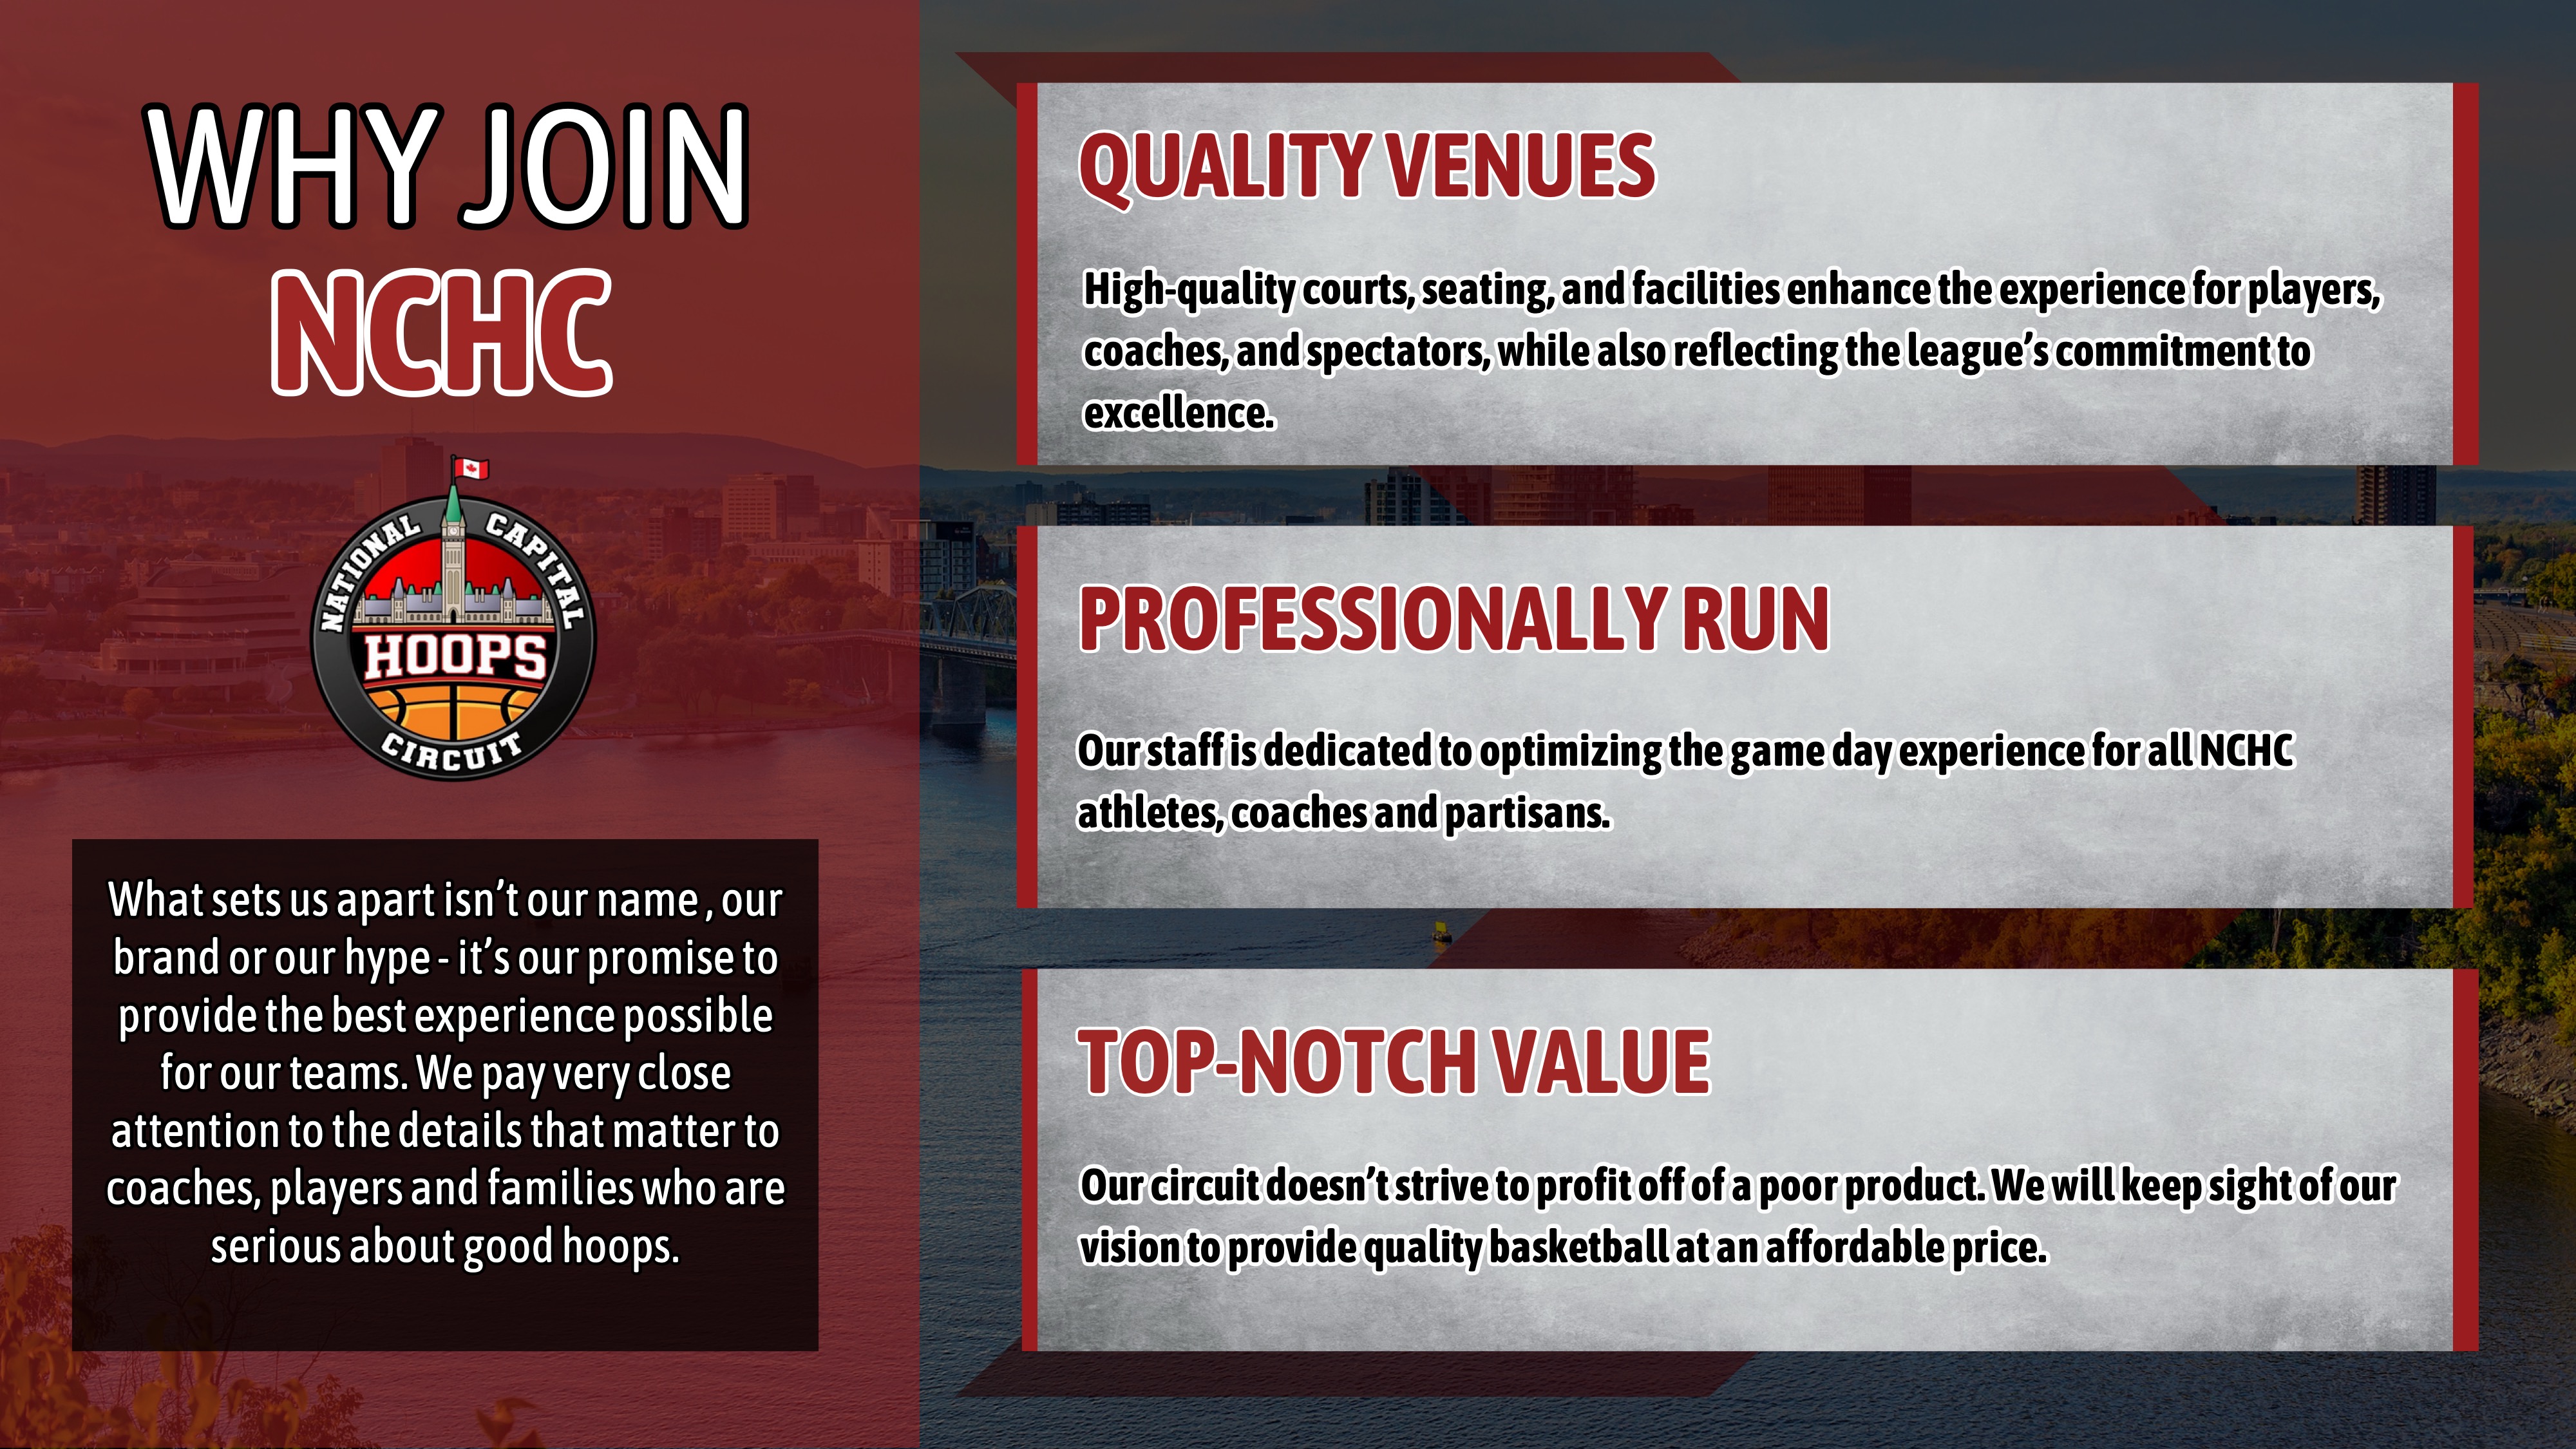 WHY JOIN
NCHC
NATIONAL CAPITAL
HOOPS
CIRCUIT
What sets us apart isn’t our name , our
brand or our hype - it’s our promise to
provide the best experience possible
for our teams. We pay very close
attention to the details that matter to
coaches, players and families who are
serious about good hoops.
QUALITY VENUES
High-quality courts, seating, and facilities enhance the experience for players,
coaches, and spectators, while also reflecting the league’s commitment to
excellence.
PROFESSIONALLY RUN
Our staff is dedicated to optimizing the game day experience for all NCHC
athletes, coaches and partisans.
TOP-NOTCH VALUE
Our circuit doesn’t strive to profit off of a poor product. We will keep sight of our
vision to provide quality basketball at an affordable price.